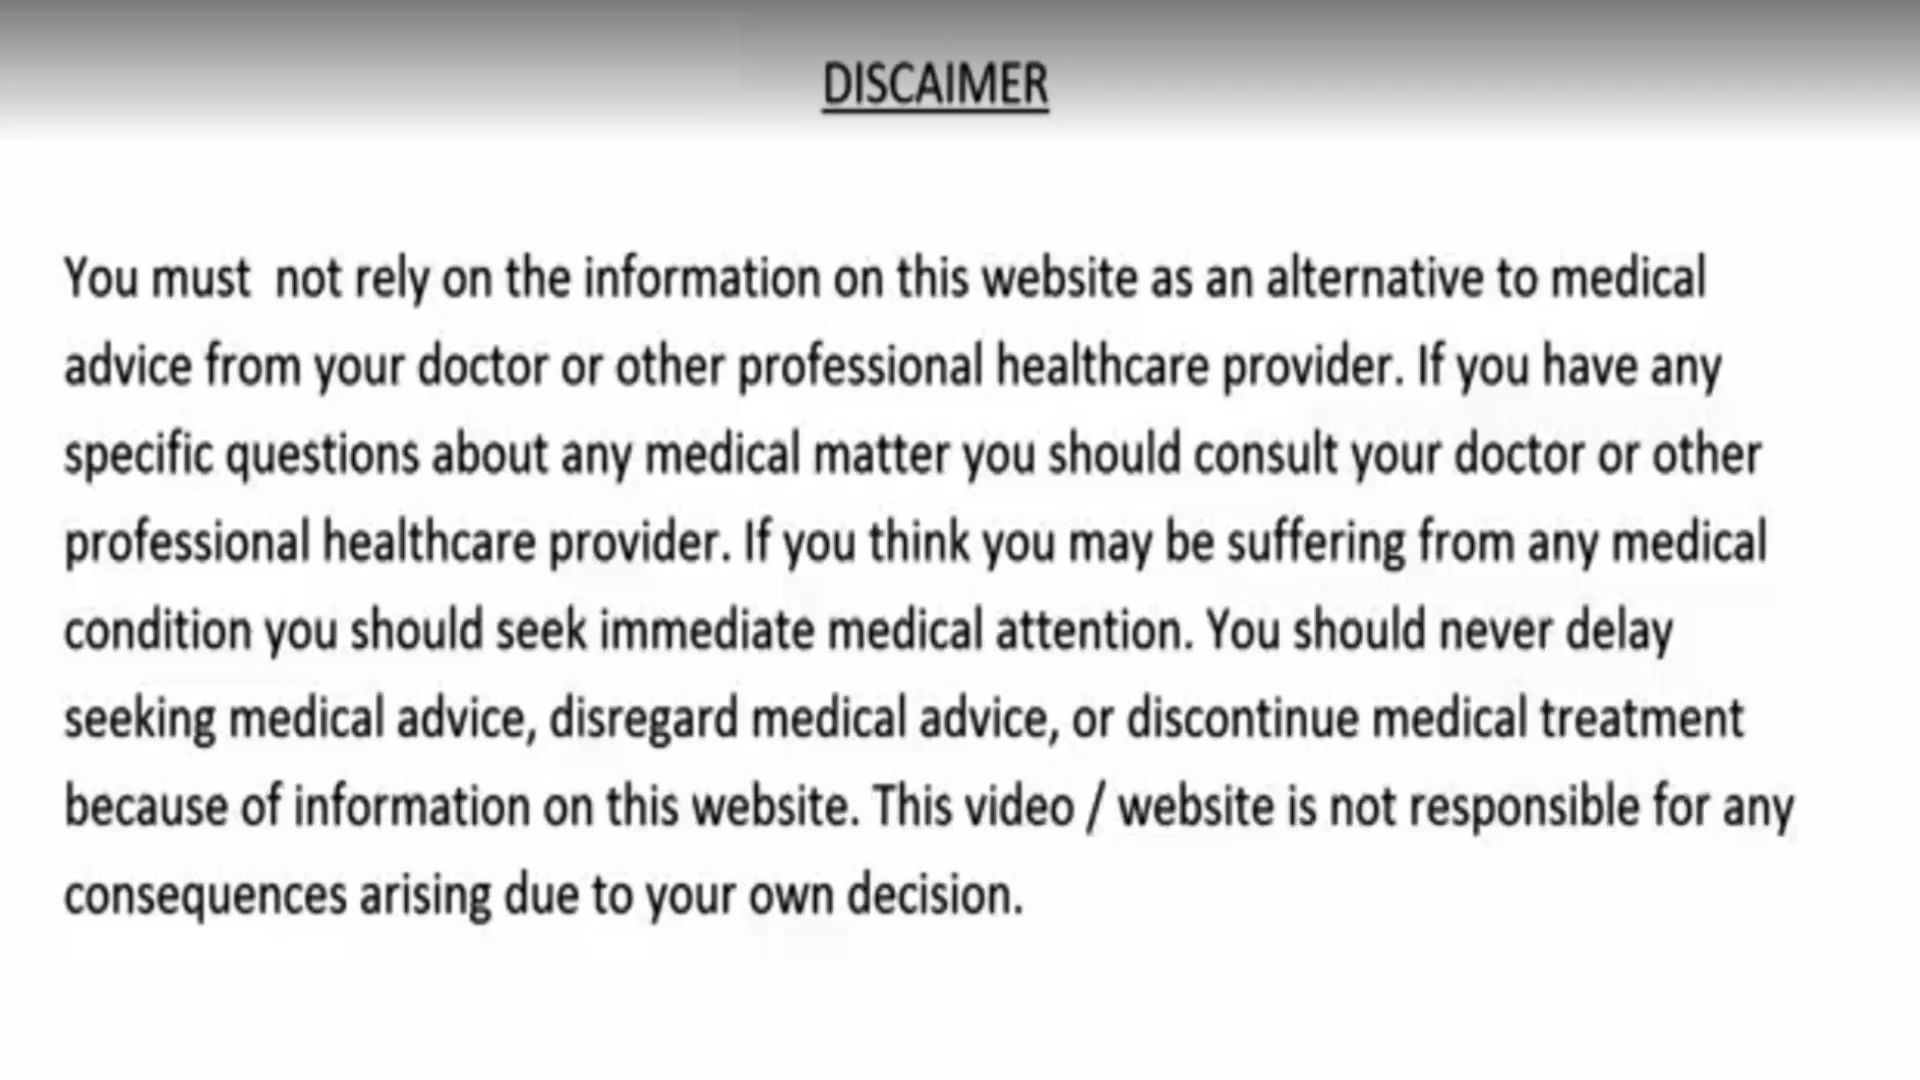 DISCAIMER
You must  not rely on the information on this website as an alternative to medical
advice from your doctor or other professional healthcare provider. If you have any
specific questions about any medical matter you should consult your doctor or other
professional healthcare provider. If you think you may be suffering from any medical
condition you should seek immediate medical attention. You should never delay
seeking medical advice, disregard medical advice, or discontinue medical treatment
because of information on this website. This video / website is not responsible for any
consequences arising due to your own decision.